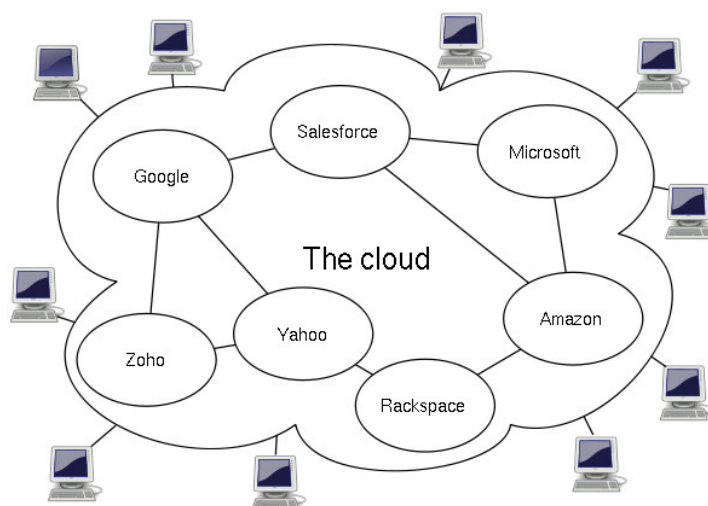 Salesforce
Microsoft
Google
The cloud
Amazon
Yahoo
Zoho
Rackspace